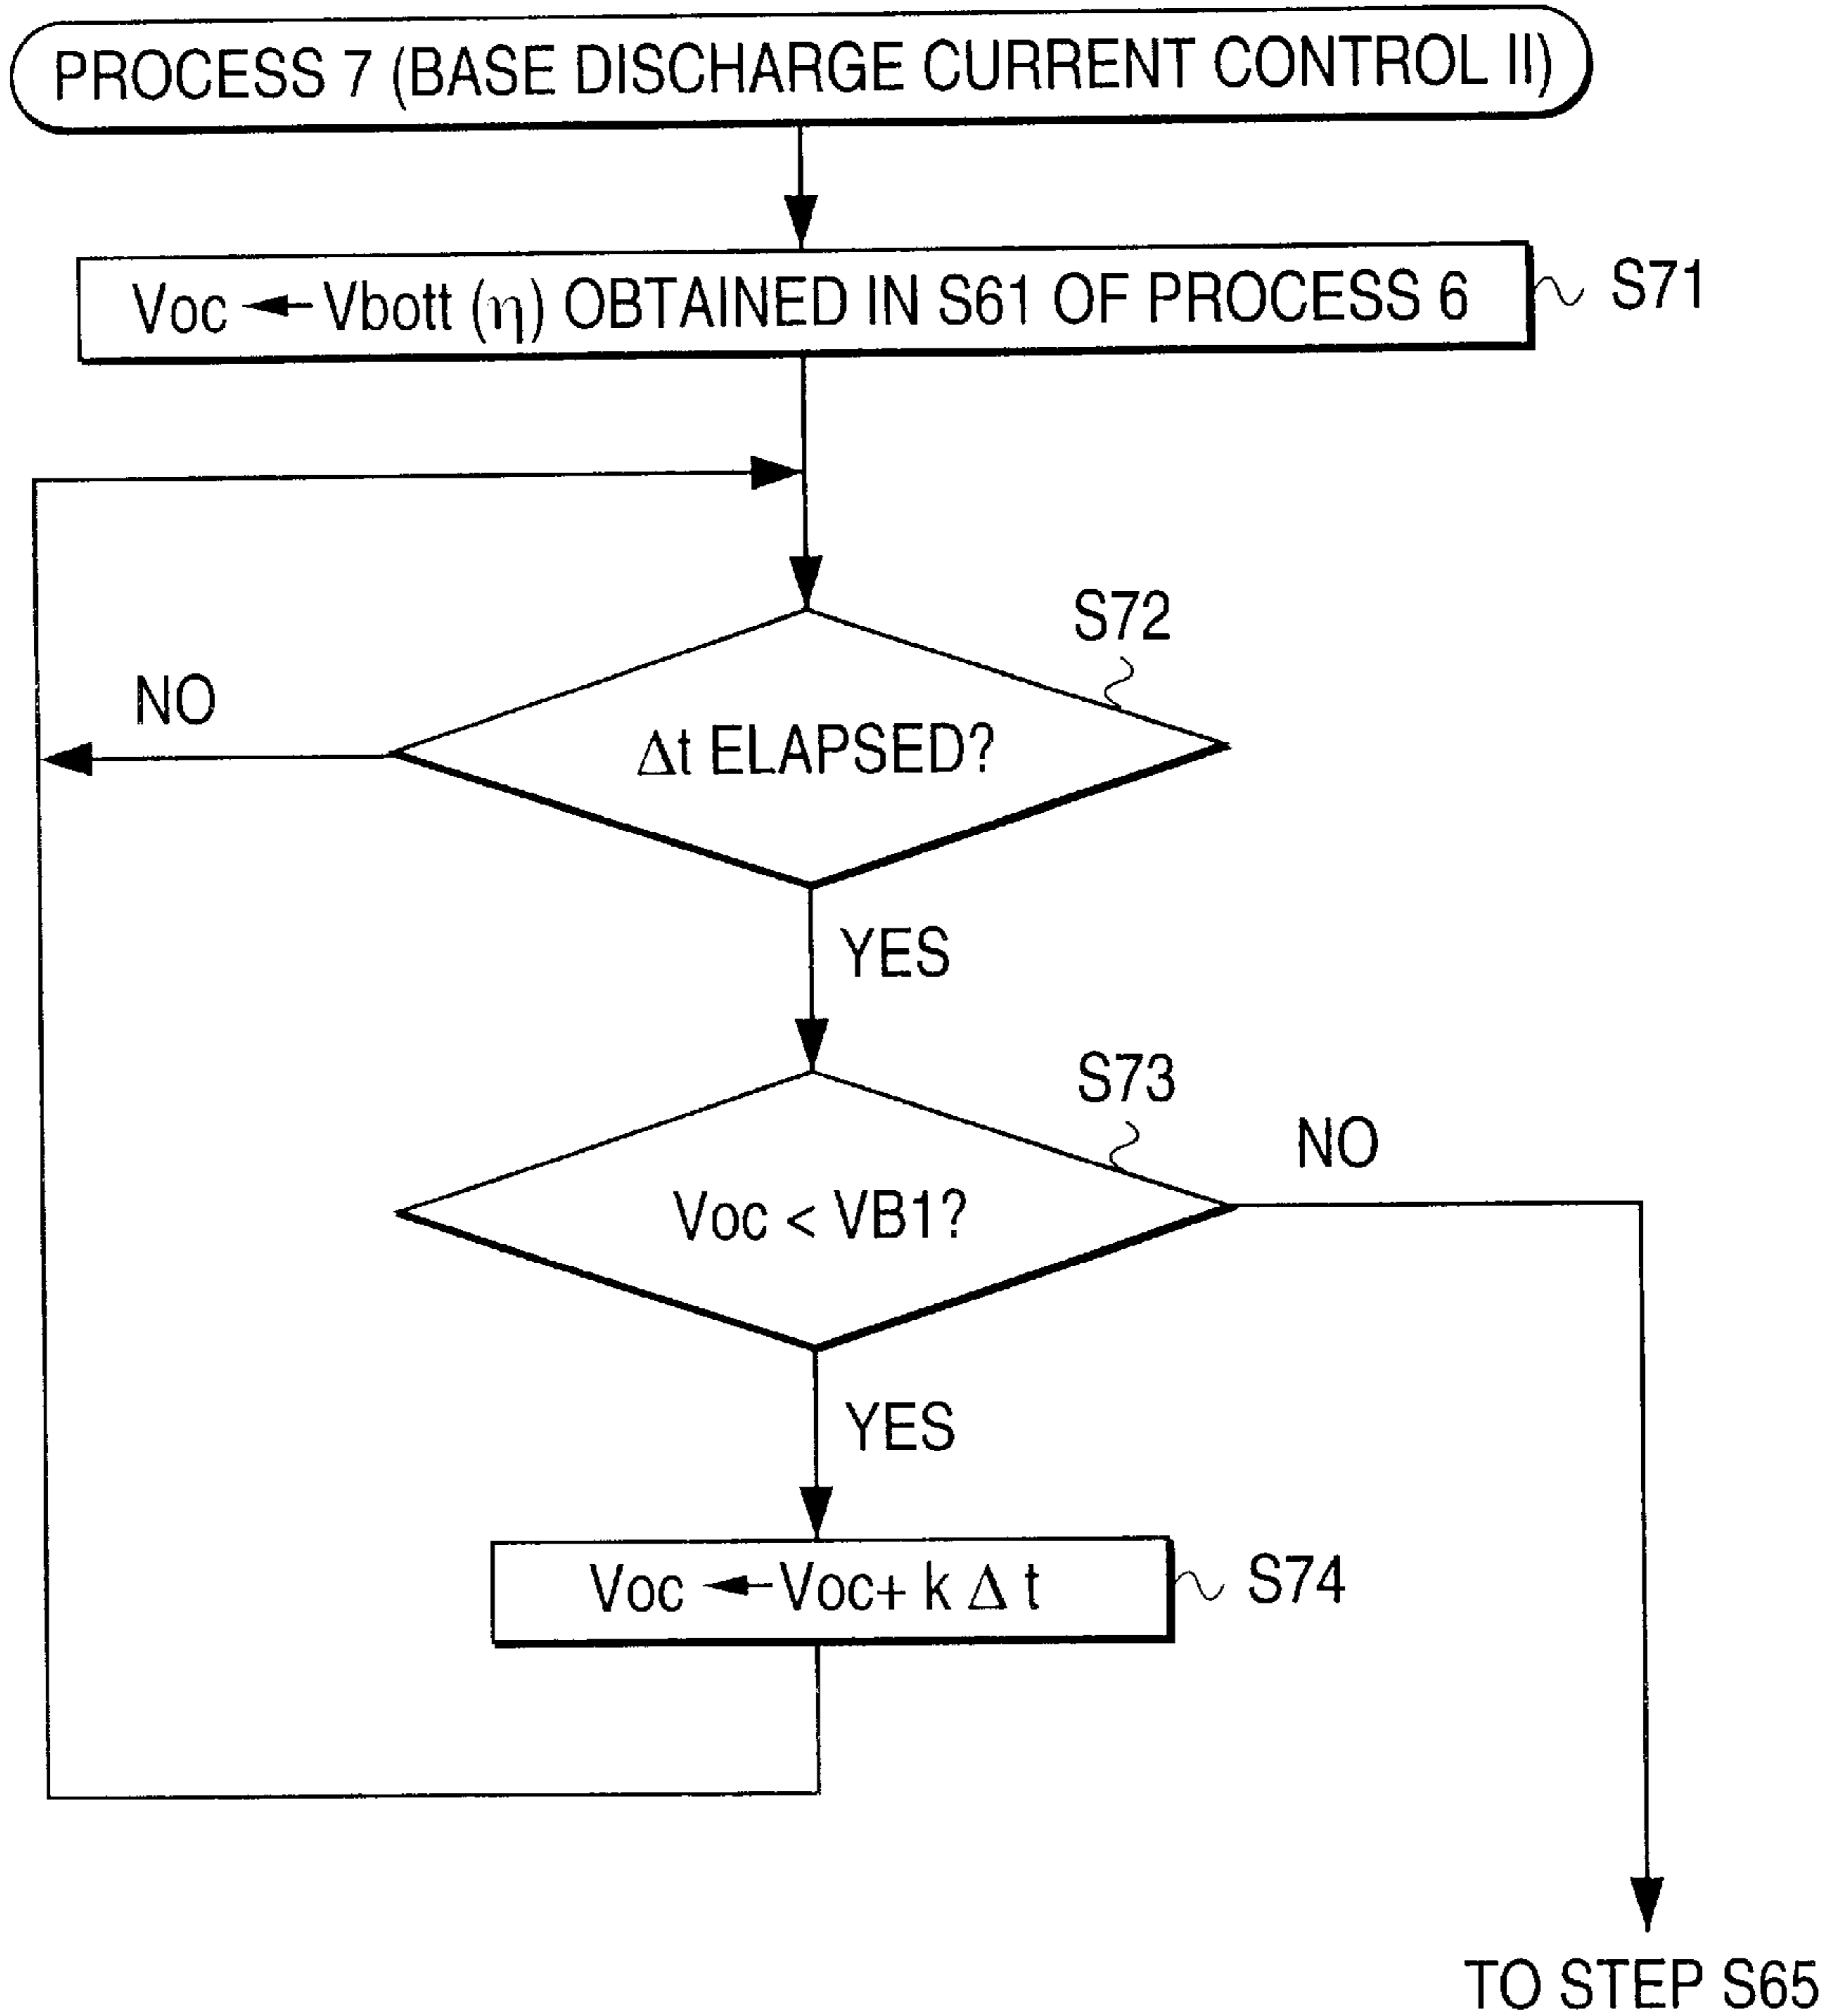 PROCESS 7 (BASE DISCHARGE CURRENT CONTROL II)
Voc ← Vbott (η) OBTAINED IN S61 OF PROCESS 6
S71
S72
NO
Δt ELAPSED?
YES
S73
NO
Voc < VB1?
YES
Voc ← Voc+ k Δ t
S74
TO STEP S65